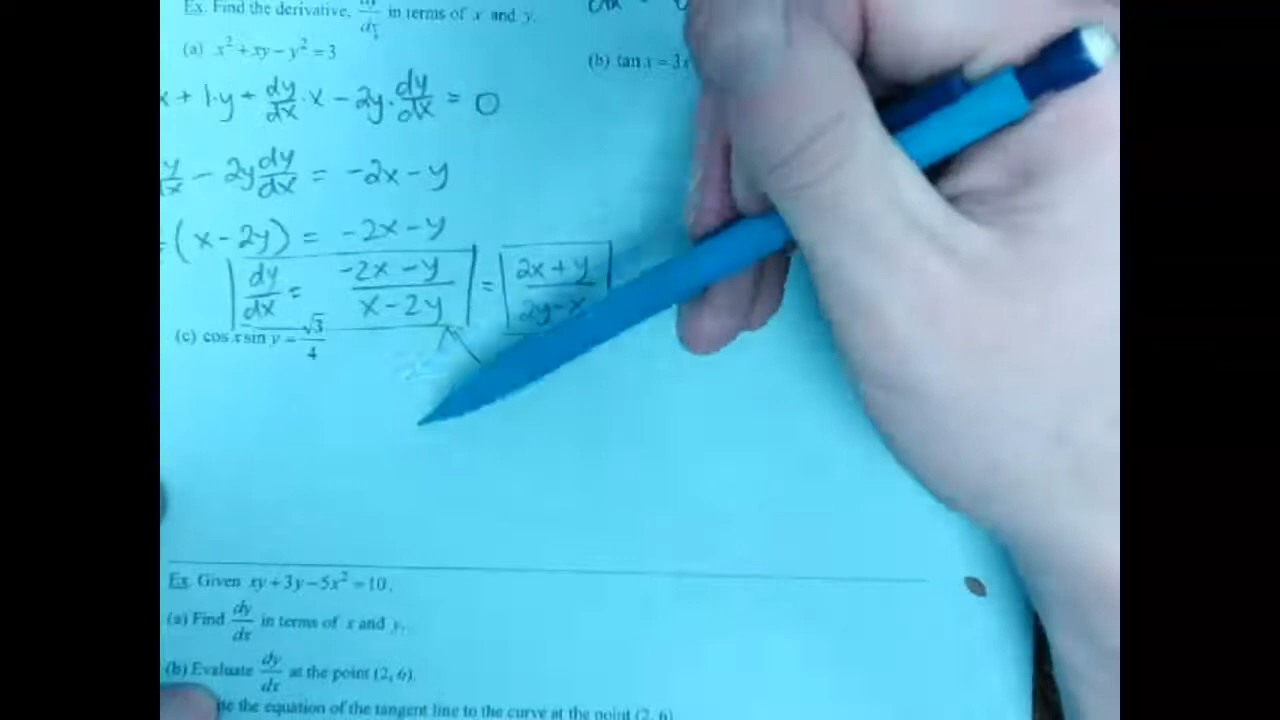 Ex. Find the derivative, dy/dx in terms of x and y.
(a) x² + xy − y² = 3
(b) tan x = 3
x + 1·y + dy/dx · x − 2y · dy/dx = 0
− 2y dy/dx = −2x − y
(x − 2y) = −2x − y
dy/dx = (−2x − y)/(x − 2y) = (2x + y)/(2y − x)
(c) cos x sin y = √3/4
Ex. Given xy + 3y − 5x² = 10.
(a) Find dy/dx in terms of x and y.
(b) Evaluate dy/dx at the point (2, 6).
the equation of the tangent line to the curve at the point (2, 6)